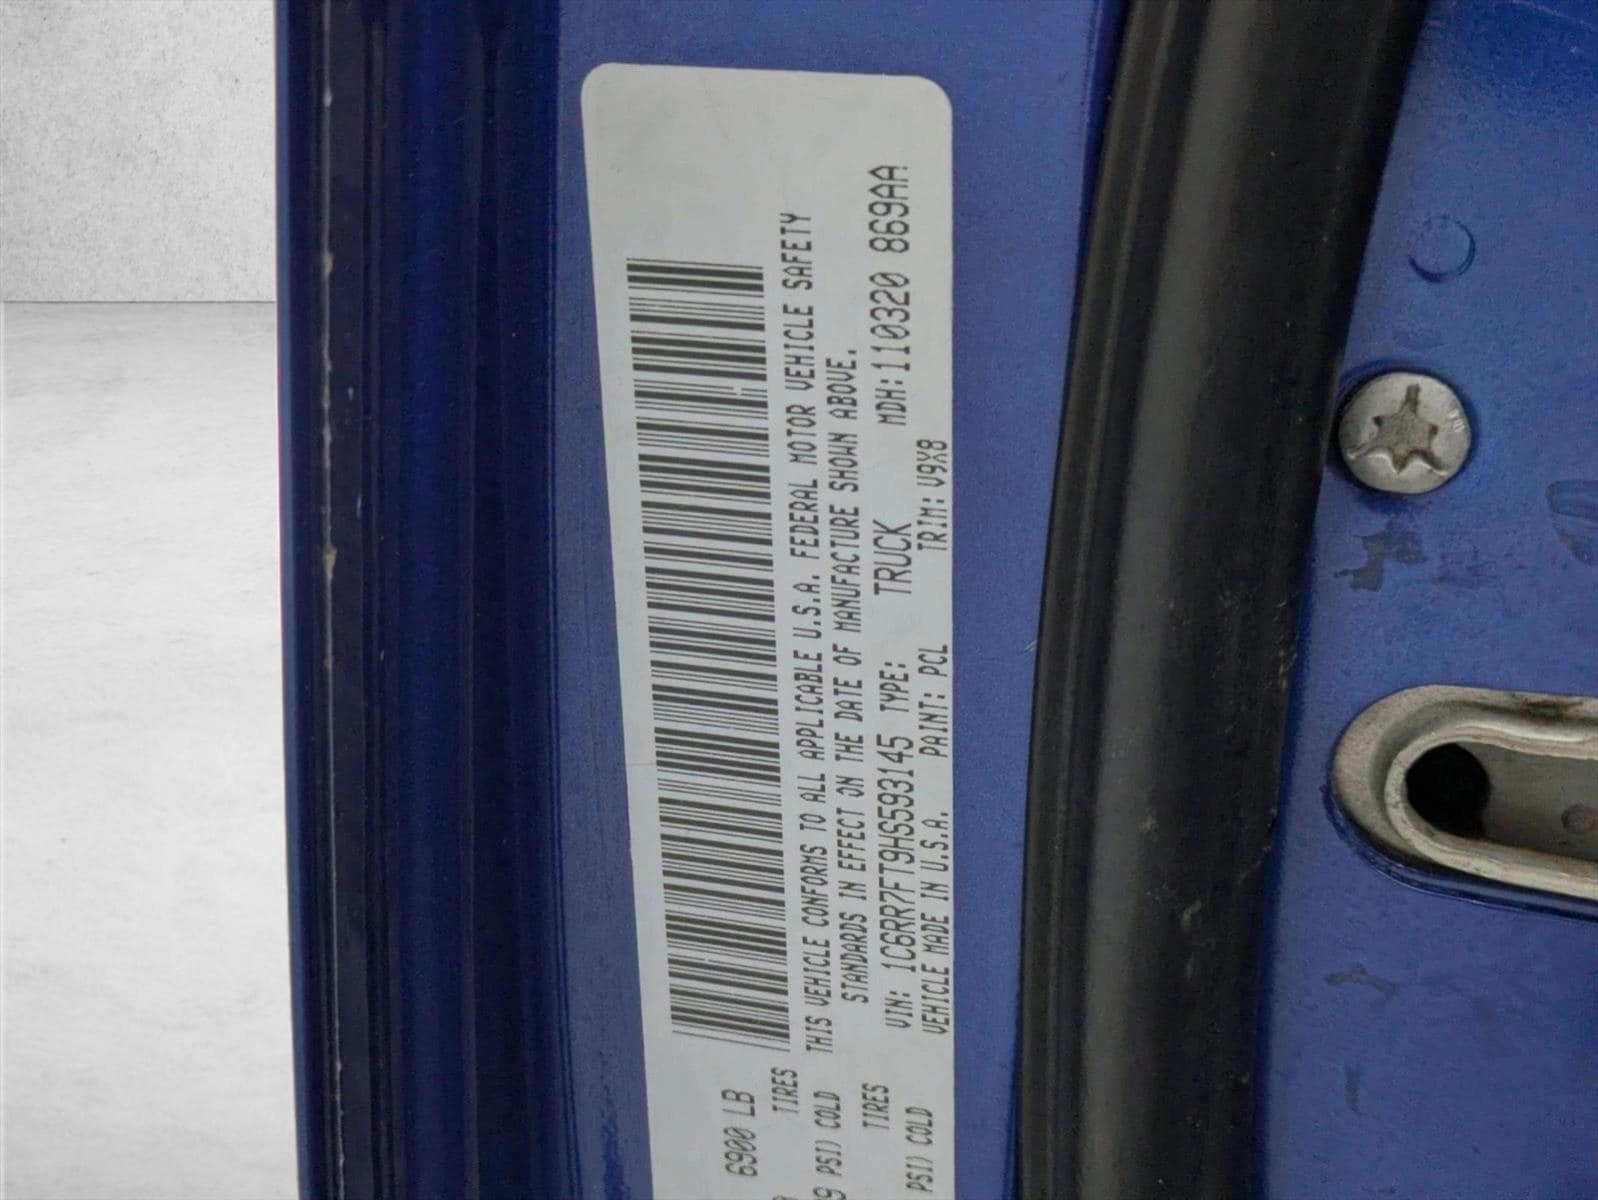 6900 LB
TIRES
THIS VEHICLE CONFORMS TO ALL APPLICABLE U.S.A. FEDERAL MOTOR VEHICLE SAFETY
PSI) COLD
STANDARDS IN EFFECT ON THE DATE OF MANUFACTURE SHOWN ABOVE.
TIRES
VIN: 1C6RR7FT9HS593145 TYPE: TRUCK MDH:110320 869AA
PSI) COLD
VEHICLE MADE IN U.S.A. PAINT: PCL TRIM: V9X8